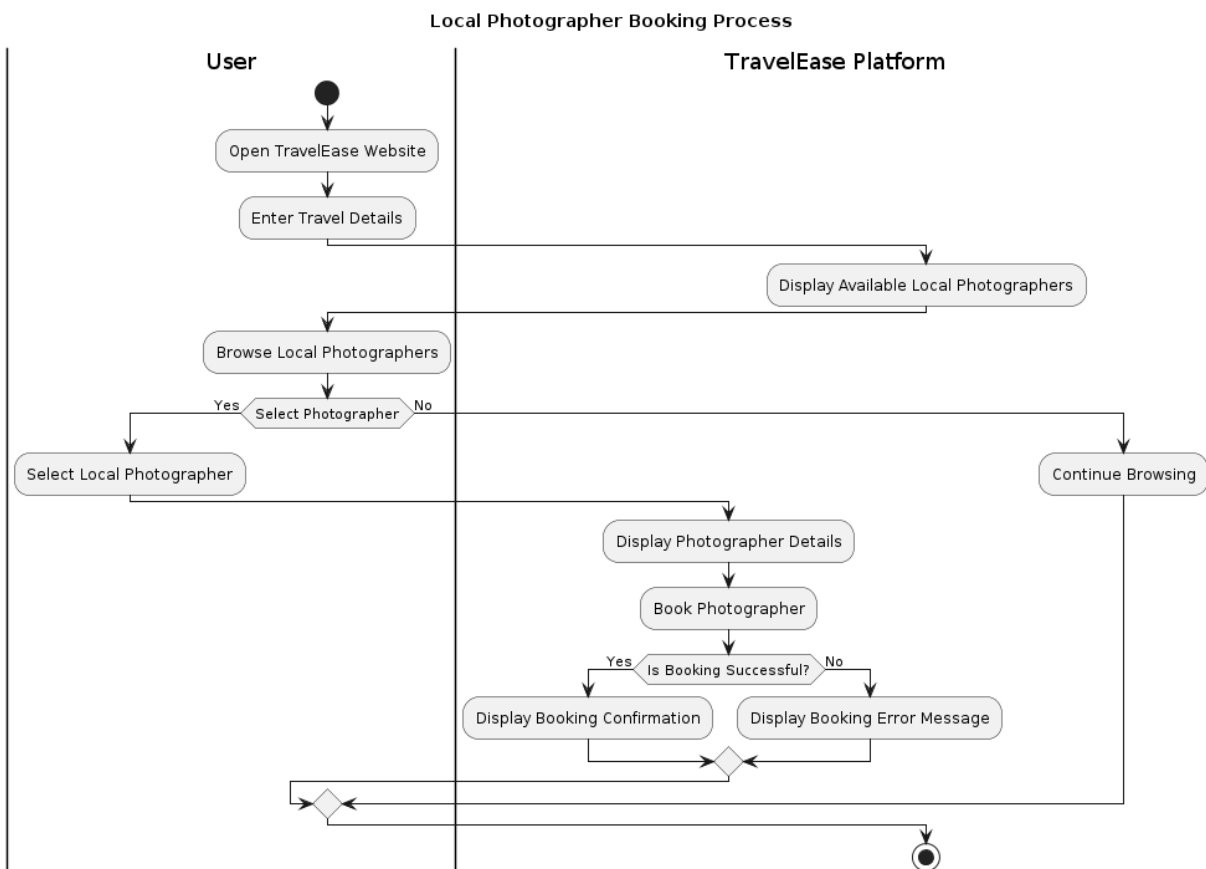 Local Photographer Booking Process
User
TravelEase Platform
Open TravelEase Website
Enter Travel Details
Display Available Local Photographers
Browse Local Photographers
Yes
Select Photographer
No
Select Local Photographer
Continue Browsing
Display Photographer Details
Book Photographer
Yes
Is Booking Successful?
No
Display Booking Confirmation
Display Booking Error Message